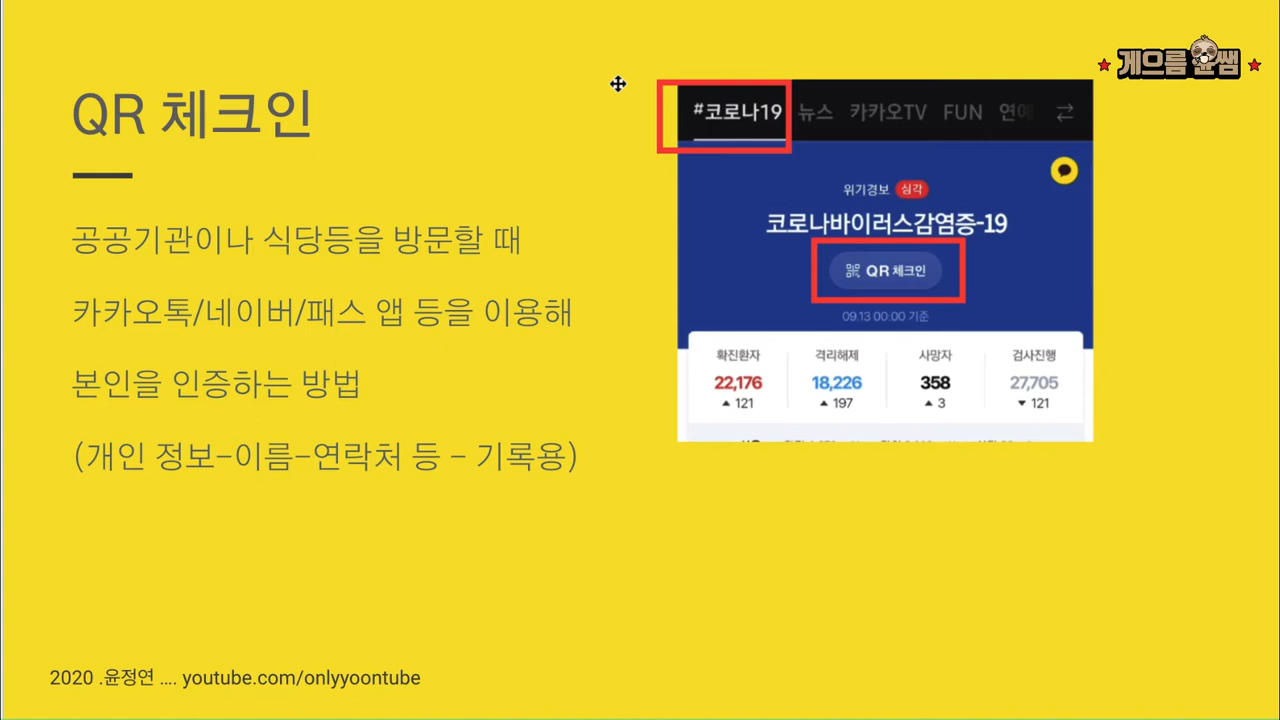 게으름 윤쌤
QR 체크인
공공기관이나 식당등을 방문할 때
카카오톡/네이버/패스 앱 등을 이용해
본인을 인증하는 방법
(개인 정보-이름-연락처 등 - 기록용)
#코로나19 뉴스 카카오TV FUN 연예
위기경보 심각
코로나바이러스감염증-19
QR 체크인
09.13 00:00 기준
확진환자 격리해제 사망자 검사진행
22,176 18,226 358 27,705
▲ 121 ▲ 197 ▲ 3 ▼ 121
2020 .윤정연 .... youtube.com/onlyyoontube